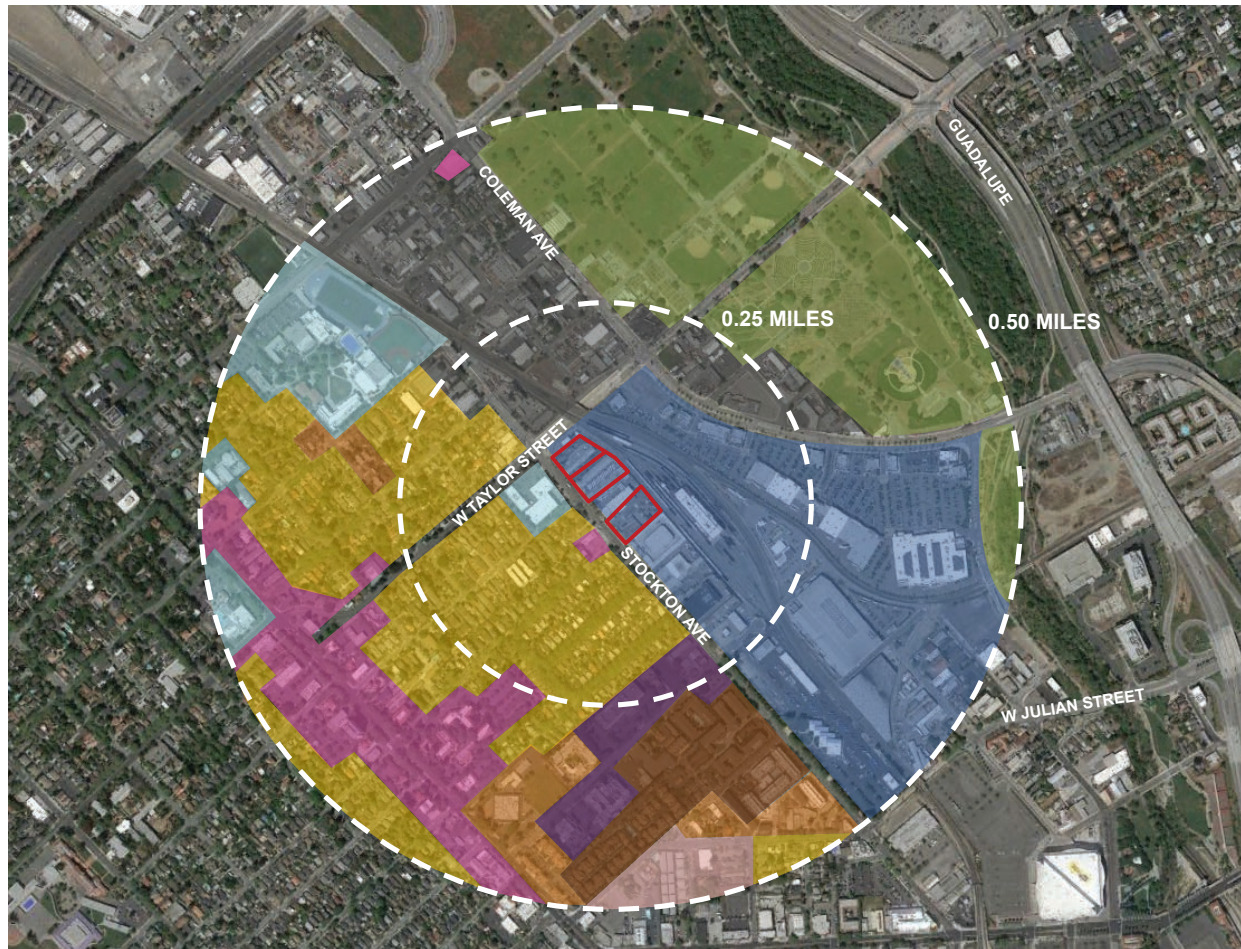 GUADALUPE
COLEMAN AVE
0.25 MILES
0.50 MILES
W TAYLOR STREET
STOCKTON AVE
W JULIAN STREET